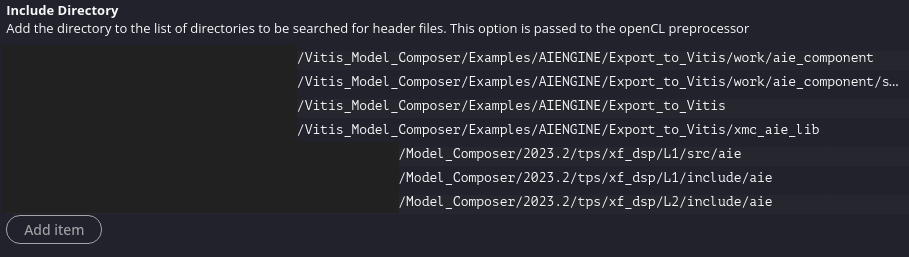 Include Directory
Add the directory to the list of directories to be searched for header files. This option is passed to the openCL preprocessor
/Vitis_Model_Composer/Examples/AIENGINE/Export_to_Vitis/work/aie_component
/Vitis_Model_Composer/Examples/AIENGINE/Export_to_Vitis/work/aie_component/s…
/Vitis_Model_Composer/Examples/AIENGINE/Export_to_Vitis
/Vitis_Model_Composer/Examples/AIENGINE/Export_to_Vitis/xmc_aie_lib
/Model_Composer/2023.2/tps/xf_dsp/L1/src/aie
/Model_Composer/2023.2/tps/xf_dsp/L1/include/aie
/Model_Composer/2023.2/tps/xf_dsp/L2/include/aie
Add item